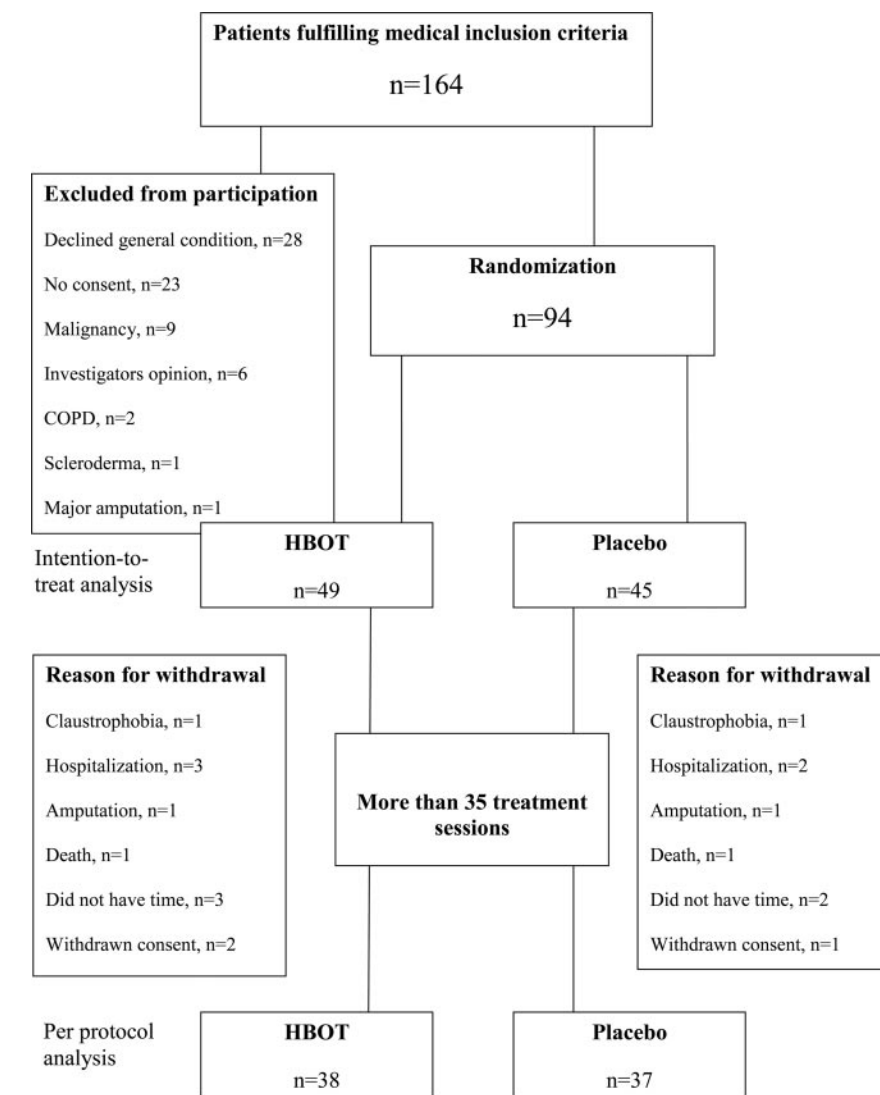 Patients fulfilling medical inclusion criteria
n=164
Excluded from participation
Declined general condition, n=28
No consent, n=23
Malignancy, n=9
Investigators opinion, n=6
COPD, n=2
Scleroderma, n=1
Major amputation, n=1
Randomization
n=94
Intention-to-
treat analysis
HBOT
n=49
Placebo
n=45
Reason for withdrawal
Claustrophobia, n=1
Hospitalization, n=3
Amputation, n=1
Death, n=1
Did not have time, n=3
Withdrawn consent, n=2
More than 35 treatment
sessions
Reason for withdrawal
Claustrophobia, n=1
Hospitalization, n=2
Amputation, n=1
Death, n=1
Did not have time, n=2
Withdrawn consent, n=1
Per protocol
analysis
HBOT
n=38
Placebo
n=37